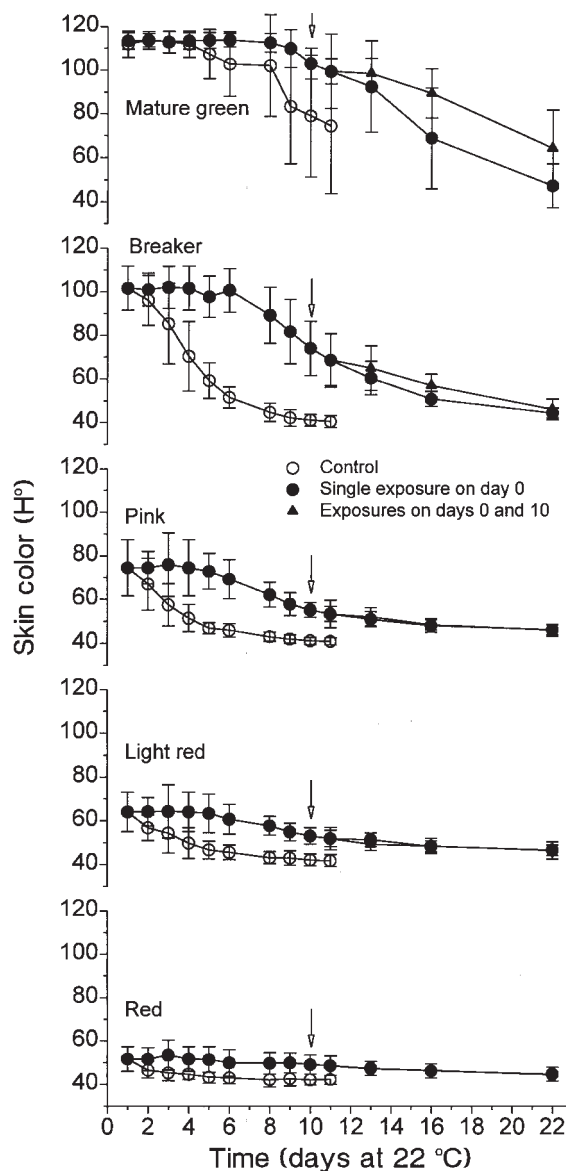 120
100
80
60
40
Mature green
Breaker
120
100
80
60
40
Control
Single exposure on day 0
Exposures on days 0 and 10
Pink
100
80
60
40
Skin color (H°)
Light red
120
100
80
60
40
Red
120
100
80
60
40
0 2 4 6 8 10 12 14 16 18 20 22
Time (days at 22 °C)